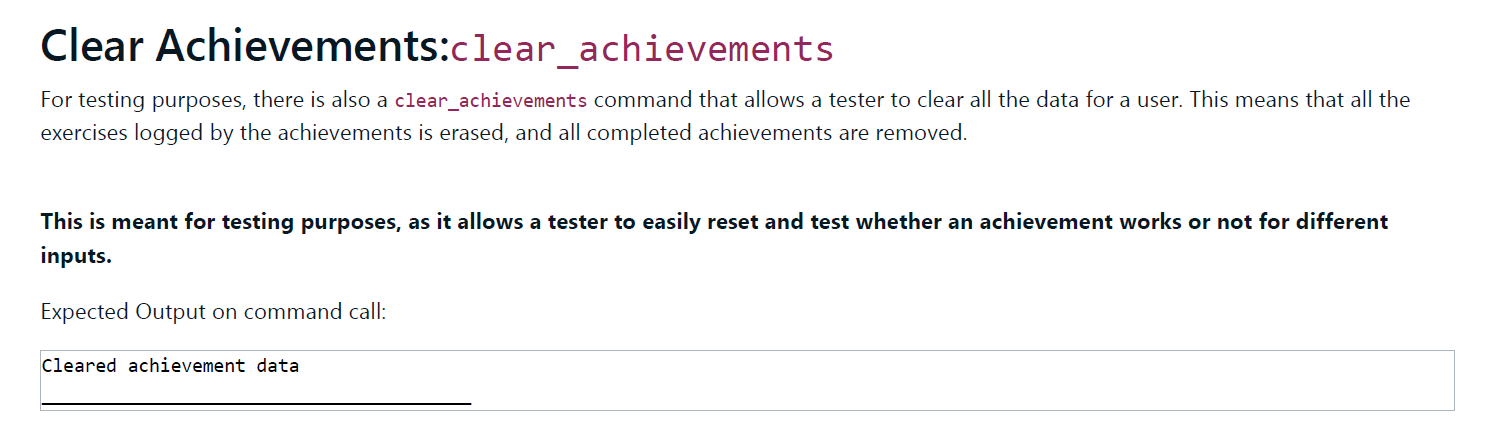 Clear Achievements:clear_achievements
For testing purposes, there is also a clear_achievements command that allows a tester to clear all the data for a user. This means that all the
exercises logged by the achievements is erased, and all completed achievements are removed.
This is meant for testing purposes, as it allows a tester to easily reset and test whether an achievement works or not for different
inputs.
Expected Output on command call:
Cleared achievement data